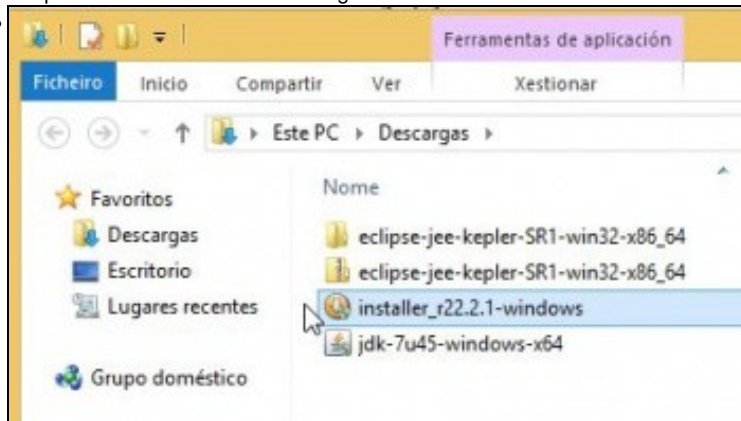 Ferramentas de aplicación
Ficheiro Inicio Compartir Ver Xestionar
Este PC Descargas
Favoritos
Descargas
Escritorio
Lugares recentes
Grupo doméstico
Nome
eclipse-jee-kepler-SR1-win32-x86_64
eclipse-jee-kepler-SR1-win32-x86_64
installer_r22.2.1-windows
jdk-7u45-windows-x64